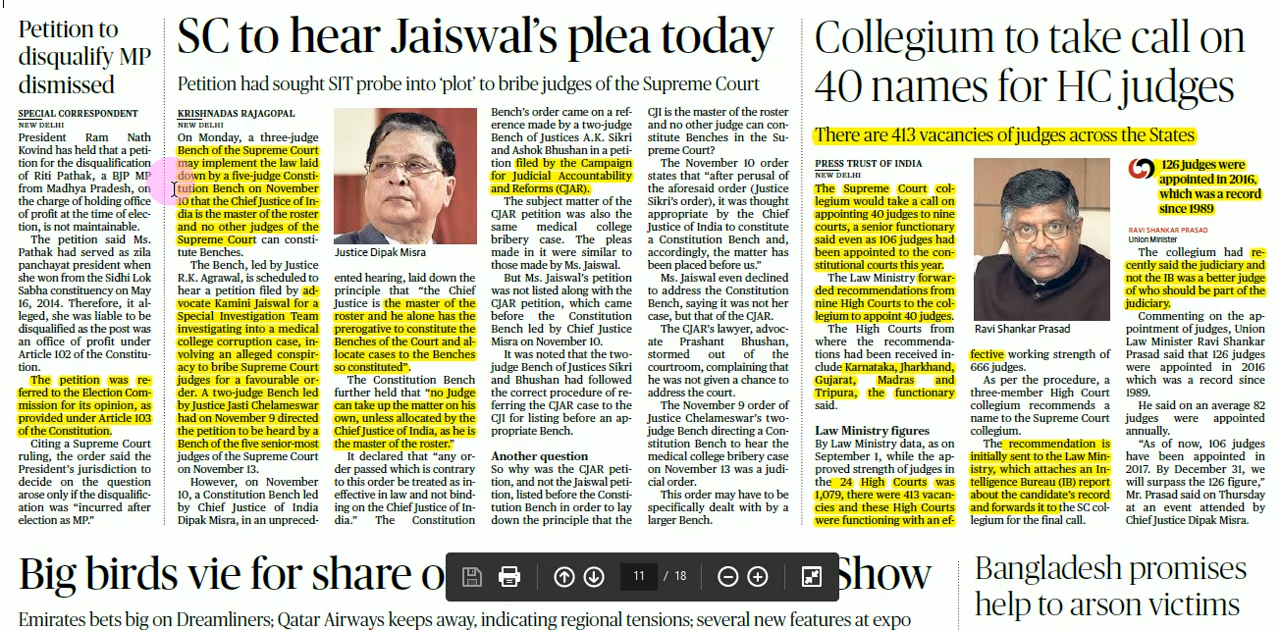 Petition to
disqualify MP
dismissed
SPECIAL CORRESPONDENT
NEW DELHI
President Ram Nath
Kovind has held that a peti-
tion for the disqualification
of Riti Pathak, a BJP MP
from Madhya Pradesh, on
the charge of holding office
of profit at the time of elec-
tion, is not maintainable.
The petition said Ms.
Pathak had served as zila
panchayat president when
she won from the Sidhi Lok
Sabha constituency on May
16, 2014. Therefore, it al-
leged, she was liable to be
disqualified as the post was
an office of profit under
Article 102 of the Constitu-
tion.
The petition was re-
ferred to the Election Com-
mission for its opinion, as
provided under Article 103
of the Constitution.
Citing a Supreme Court
ruling, the order said the
President's jurisdiction to
decide on the question
arose only if the disqualific-
ation was "incurred after
election as MP."
SC to hear Jaiswal's plea today
Petition had sought SIT probe into 'plot' to bribe judges of the Supreme Court
KRISHNADAS RAJAGOPAL
NEW DELHI
On Monday, a three-judge
Bench of the Supreme Court
may implement the law laid
down by a five-judge Consti-
tution Bench on November
10 that the Chief Justice of In-
dia is the master of the roster
and no other judges of the
Supreme Court can consti-
tute Benches.
The Bench, led by Justice
R.K. Agrawal, is scheduled to
hear a petition filed by ad-
vocate Kamini Jaiswal for a
Special Investigation Team
investigating into a medical
college corruption case, in-
volving an alleged conspir-
acy to bribe Supreme Court
judges for a favourable or-
der. A two-judge Bench led
by Justice Jasti Chelameswar
had on November 9 directed
the petition to be heard by a
Bench of the five senior-most
judges of the Supreme Court
on November 13.
However, on November
10, a Constitution Bench led
by Chief Justice of India
Dipak Misra, in an unpreced-
Justice Dipak Misra
ented hearing, laid down the
principle that "the Chief
Justice is the master of the
roster and he alone has the
prerogative to constitute the
Benches of the Court and al-
locate cases to the Benches
so constituted".
The Constitution Bench
further held that "no Judge
can take up the matter on his
own, unless allocated by the
Chief Justice of India, as he is
the master of the roster."
It declared that "any or-
der passed which is contrary
to this order be treated as in-
effective in law and not bind-
ing on the Chief Justice of In-
dia." The Constitution
Bench's order came on a ref-
erence made by a two-judge
Bench of Justices A.K. Sikri
and Ashok Bhushan in a peti-
tion filed by the Campaign
for Judicial Accountability
and Reforms (CJAR).
The subject matter of the
CJAR petition was also the
same medical college
bribery case. The pleas
made in it were similar to
those made by Ms. Jaiswal.
But Ms. Jaiswal's petition
was not listed along with the
CJAR petition, which came
before the Constitution
Bench led by Chief Justice
Misra on November 10.
It was noted that the two-
judge Bench of Justices Sikri
and Bhushan had followed
the correct procedure of re-
ferring the CJAR case to the
CJI for listing before an ap-
propriate Bench.
Another question
So why was the CJAR peti-
tion, and not the Jaiswal peti-
tion, listed before the Consti-
tution Bench in order to lay
down the principle that the
CJI is the master of the roster
and no other judge can con-
stitute Benches in the Su-
preme Court?
The November 10 order
states that "after perusal of
the aforesaid order (Justice
Sikri's order), it was thought
appropriate by the Chief
Justice of India to constitute
a Constitution Bench and,
accordingly, the matter has
been placed before us."
Ms. Jaiswal even declined
to address the Constitution
Bench, saying it was not her
case, but that of the CJAR.
The CJAR's lawyer, advoc-
ate Prashant Bhushan,
stormed out of the
courtroom, complaining that
he was not given a chance to
address the court.
The November 9 order of
Justice Chelameswar's two-
judge Bench directing a Con-
stitution Bench to hear the
medical college bribery case
on November 13 was a judi-
cial order.
This order may have to be
specifically dealt with by a
larger Bench.
Collegium to take call on
40 names for HC judges
There are 413 vacancies of judges across the States
PRESS TRUST OF INDIA
NEW DELHI
The Supreme Court col-
legium would take a call on
appointing 40 judges to nine
courts, a senior functionary
said even as 106 judges had
been appointed to the con-
stitutional courts this year.
The Law Ministry forwar-
ded recommendations from
nine High Courts to the col-
legium to appoint 40 judges.
The High Courts from
where the recommenda-
tions had been received in-
clude Karnataka, Jharkhand,
Gujarat, Madras and
Tripura, the functionary
said.
Law Ministry figures
By Law Ministry data, as on
September 1, while the ap-
proved strength of judges in
the 24 High Courts was
1,079, there were 413 vacan-
cies and these High Courts
were functioning with an ef-
Ravi Shankar Prasad
fective working strength of
666 judges.
As per the procedure, a
three-member High Court
collegium recommends a
name to the Supreme Court
collegium.
The recommendation is
initially sent to the Law Min-
istry, which attaches an In-
telligence Bureau (IB) report
about the candidate's record
and forwards it to the SC col-
legium for the final call.
126 judges were
appointed in 2016,
which was a record
since 1989
RAVI SHANKAR PRASAD
Union Minister
The collegium had re-
cently said the judiciary and
not the IB was a better judge
of who should be part of the
judiciary.
Commenting on the ap-
pointment of judges, Union
Law Minister Ravi Shankar
Prasad said that 126 judges
were appointed in 2016
which was a record since
1989.
He said on an average 82
judges were appointed
annually.
"As of now, 106 judges
have been appointed in
2017. By December 31, we
will surpass the 126 figure,"
Mr. Prasad said on Thursday
at an event attended by
Chief Justice Dipak Misra.
Big birds vie for share o
Show
Emirates bets big on Dreamliners; Qatar Airways keeps away, indicating regional tensions; several new features at expo
11 / 18
Bangladesh promises
help to arson victims